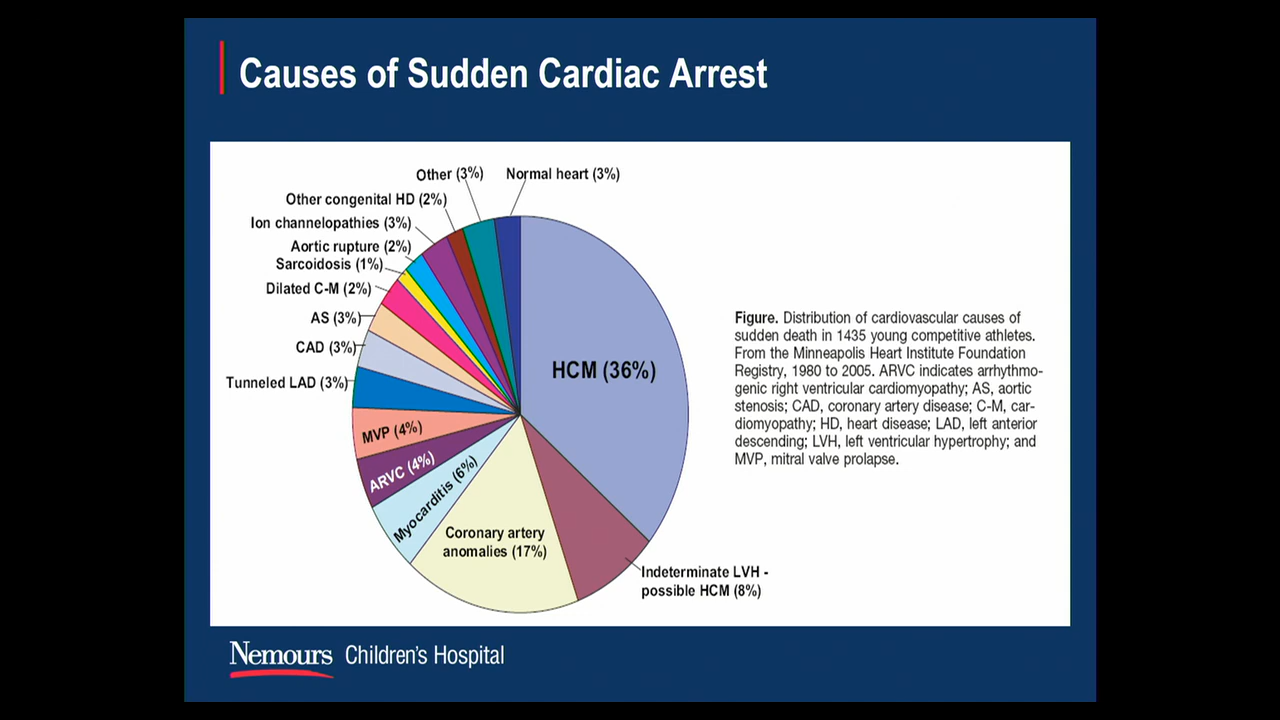 Causes of Sudden Cardiac Arrest
Other (3%)
Normal heart (3%)
Other congenital HD (2%)
Ion channelopathies (3%)
Aortic rupture (2%)
Sarcoidosis (1%)
Dilated C-M (2%)
AS (3%)
CAD (3%)
Tunneled LAD (3%)
MVP (4%)
ARVC (4%)
Myocarditis (6%)
Coronary artery
anomalies (17%)
HCM (36%)
Indeterminate LVH -
possible HCM (8%)
Figure. Distribution of cardiovascular causes of
sudden death in 1435 young competitive athletes.
From the Minneapolis Heart Institute Foundation
Registry, 1980 to 2005. ARVC indicates arrhythmo-
genic right ventricular cardiomyopathy; AS, aortic
stenosis; CAD, coronary artery disease; C-M, car-
diomyopathy; HD, heart disease; LAD, left anterior
descending; LVH, left ventricular hypertrophy; and
MVP, mitral valve prolapse.
Nemours Children's Hospital